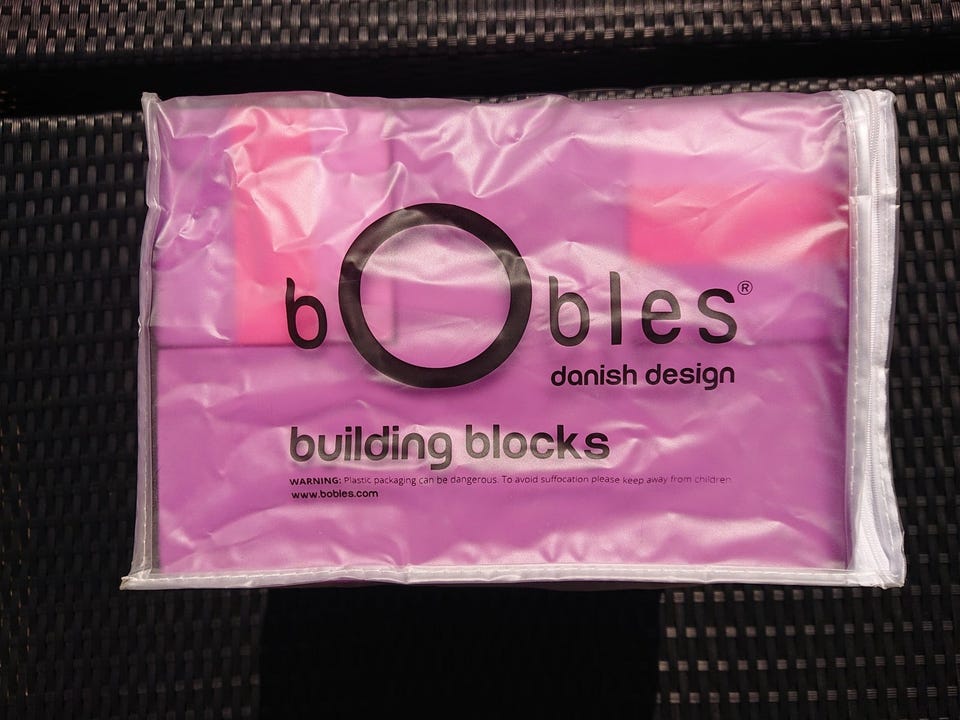 bObles®
danish design
building blocks
WARNING: Plastic packaging can be dangerous. To avoid suffocation please keep away from children.
www.bobles.com